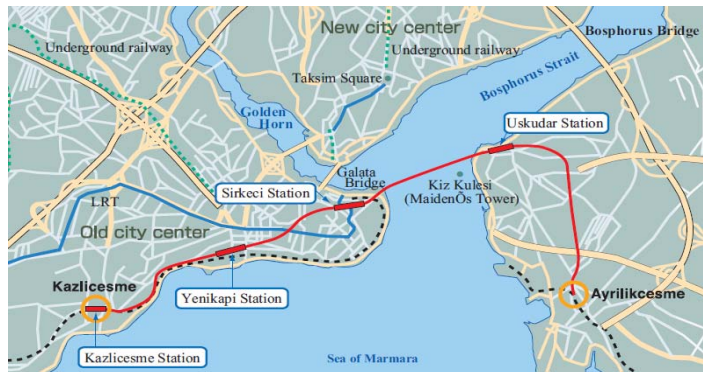 New city center
Bosphorus Bridge
Underground railway
Underground railway
Taksim Square
Bosphorus Strait
Golden
Horn
Uskudar Station
Galata
Bridge
Sirkeci Station
Kiz Kulesi
(MaidenÕs Tower)
LRT
Old city center
Kazlicesme
Yenikapi Station
Ayrilikcesme
Kazlicesme Station
Sea of Marmara